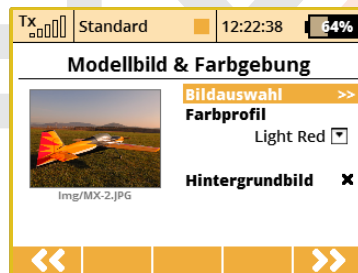 Tx Standard 12:22:38 64%
Modellbild & Farbgebung
Bildauswahl >>
Farbprofil
Light Red
Img/MX-2.JPG
Hintergrundbild